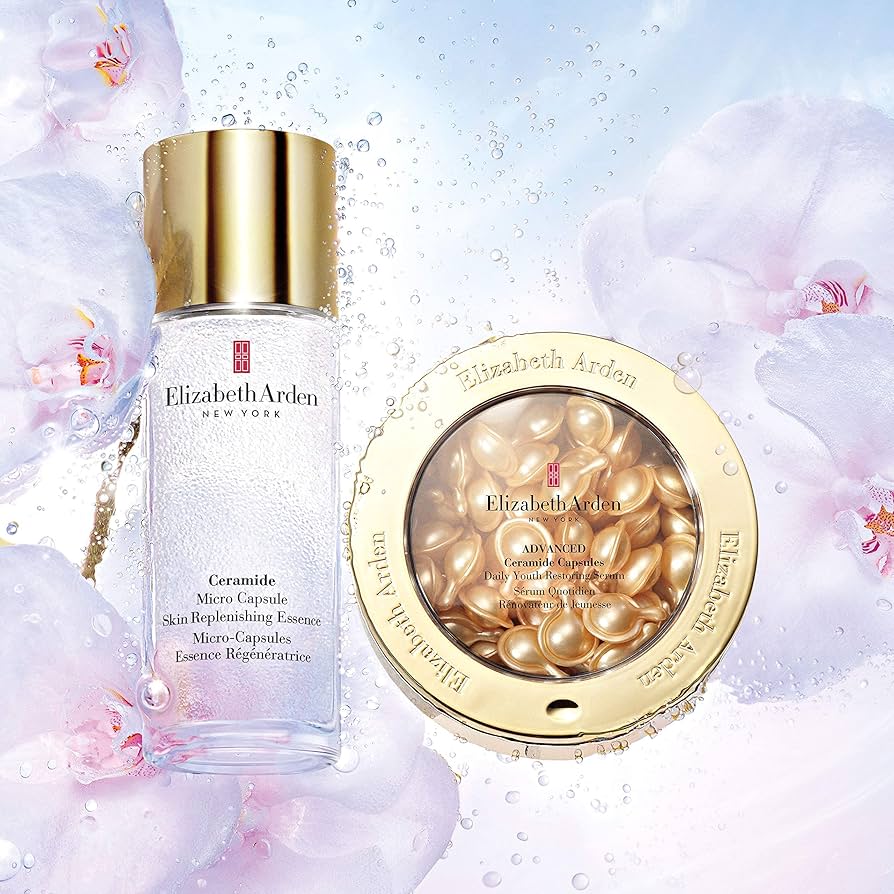 Elizabeth Arden
NEW YORK
Ceramide
Micro Capsule
Skin Replenishing Essence
Micro-Capsules
Essence Régénératrice
Elizabeth Arden
Elizabeth Arden
Elizabeth Arden
Elizabeth Arden
NEW YORK
ADVANCED
Ceramide Capsules
Daily Youth Restoring Serum
Sérum Quotidien
Rénovateur de Jeunesse